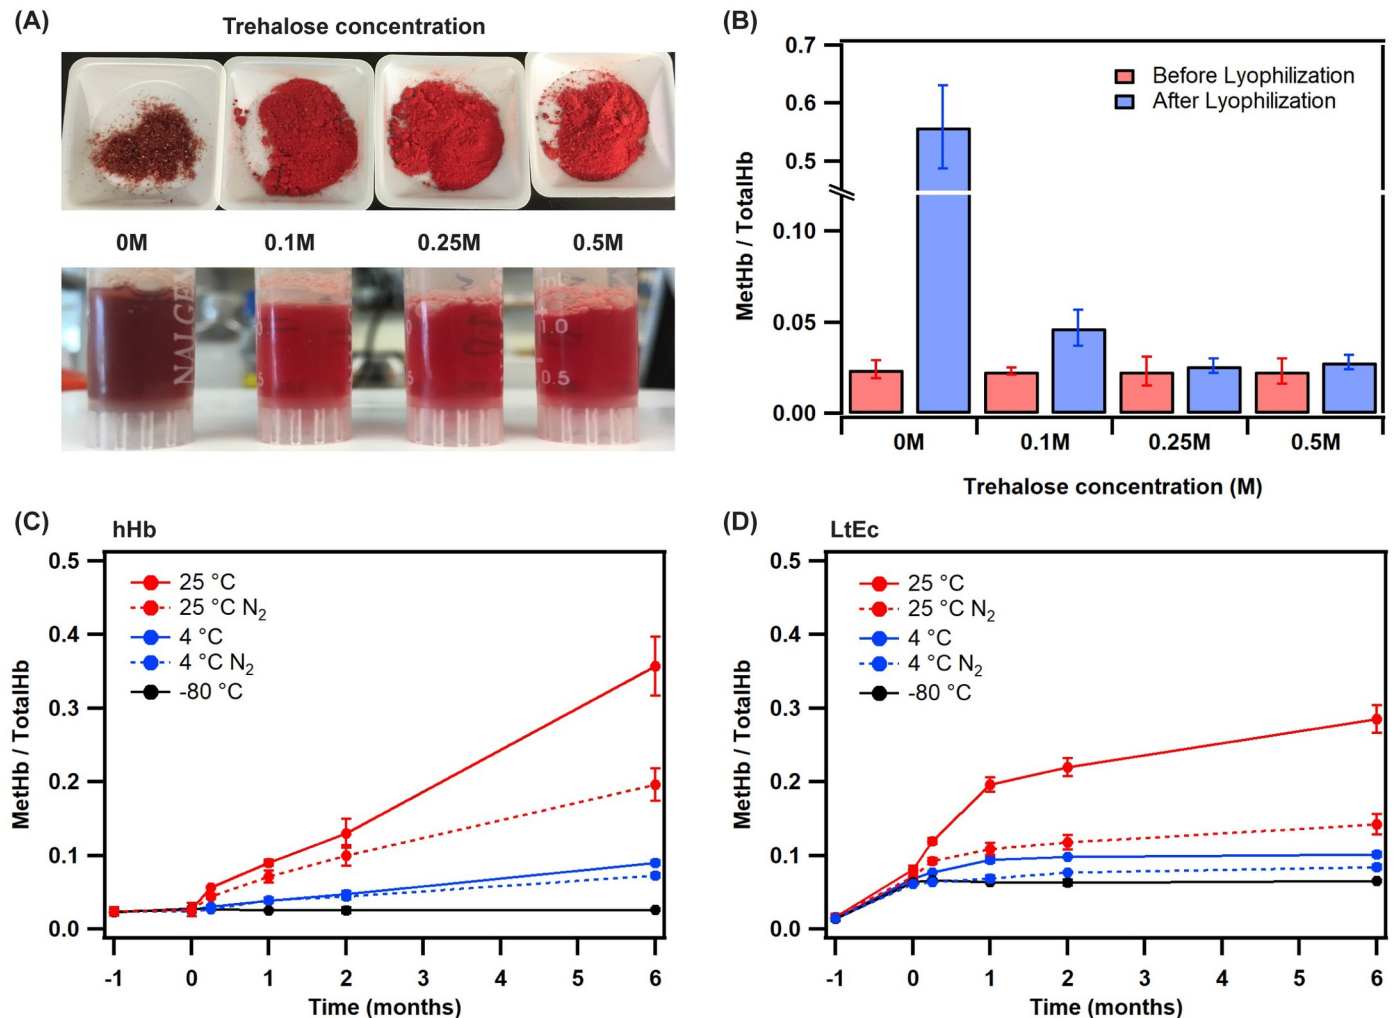 (A)
Trehalose concentration
0M 0.1M 0.25M 0.5M
NALGE
1.0
0.5
(B)
0.7
0.6
0.5
0.10
0.05
0.00
MetHb / TotalHb
Before Lyophilization
After Lyophilization
0M 0.1M 0.25M 0.5M
Trehalose concentration (M)
(C) hHb
0.5
0.4
0.3
0.2
0.1
0.0
MetHb / TotalHb
25 °C
25 °C N₂
4 °C
4 °C N₂
-80 °C
-1 0 1 2 3 4 5 6
Time (months)
(D) LtEc
0.5
0.4
0.3
0.2
0.1
0.0
MetHb / TotalHb
25 °C
25 °C N₂
4 °C
4 °C N₂
-80 °C
-1 0 1 2 3 4 5 6
Time (months)